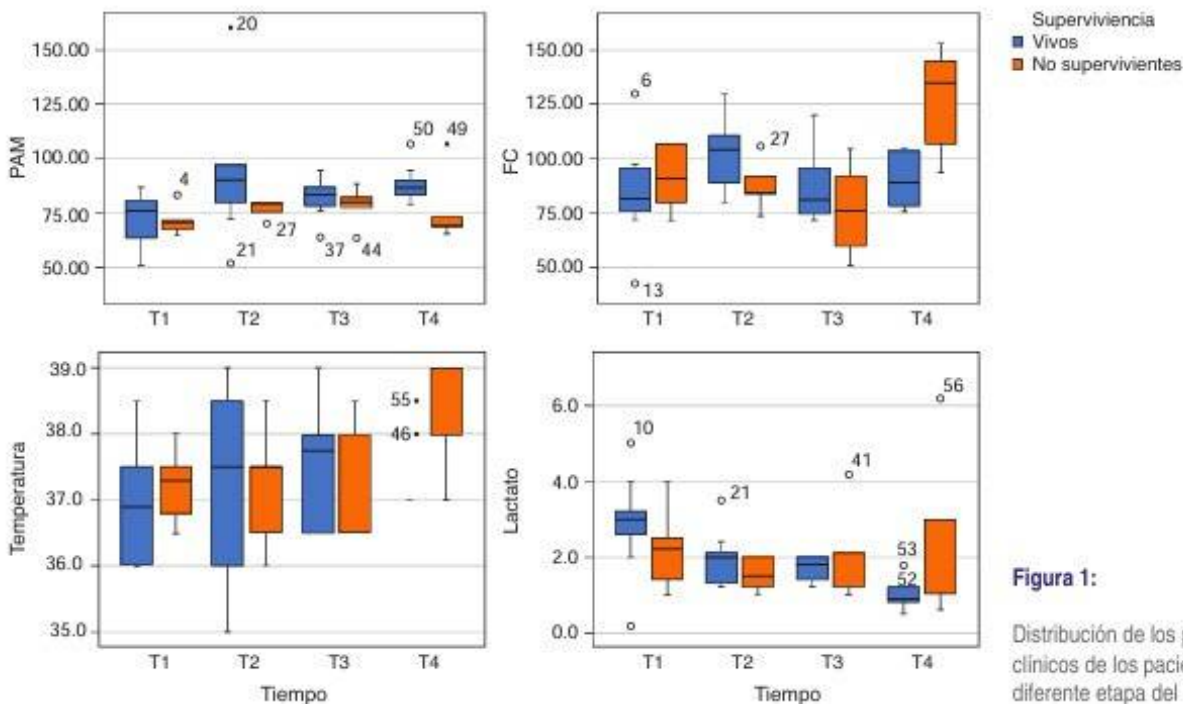 PAM
150.00
125.00
100.00
75.00
50.00
20
4
21
27
37
44
50
49
T1 T2 T3 T4
FC
150.00
125.00
100.00
75.00
50.00
6
13
27
T1 T2 T3 T4
Superviviencia
Vivos
No supervivientes
Temperatura
39.0
38.0
37.0
36.0
35.0
55
46
T1 T2 T3 T4
Tiempo
Lactato
6.0
4.0
2.0
0.0
10
21
41
53
52
56
T1 T2 T3 T4
Tiempo
Figura 1:
Distribución de los
clínicos de los
diferente etapa del